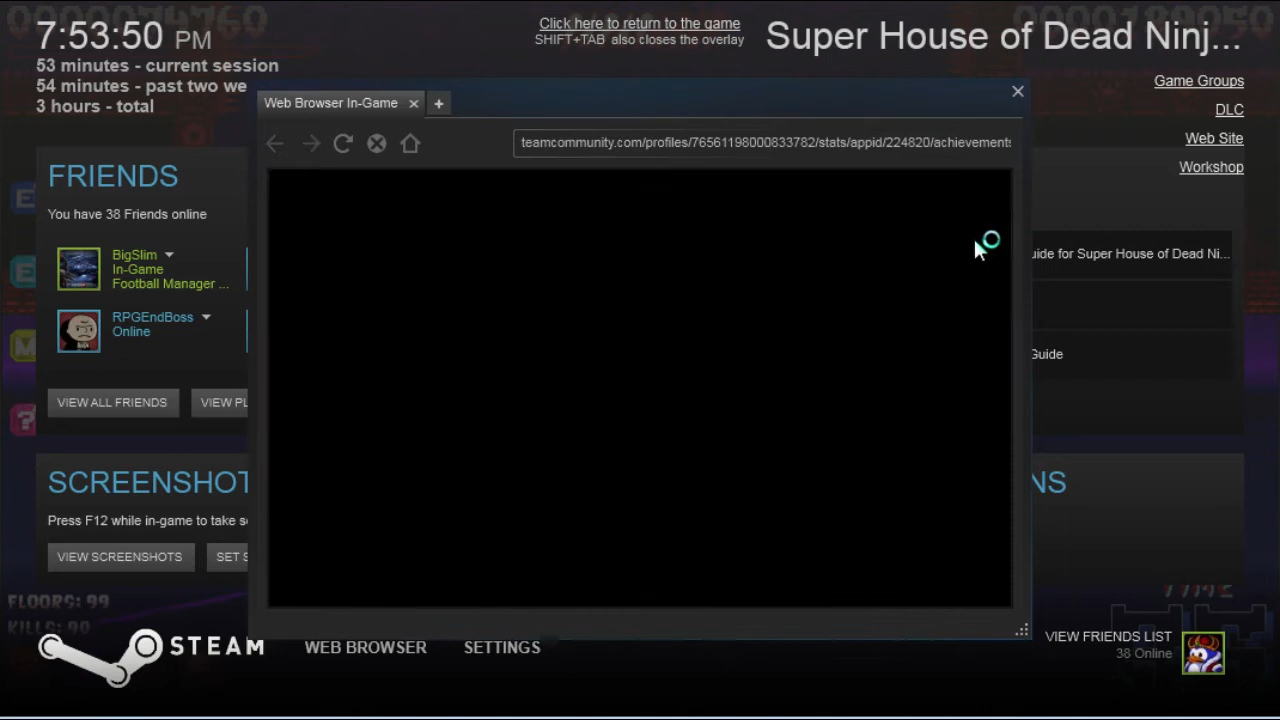 7:53:50 PM
53 minutes - current session
54 minutes - past two we
3 hours - total
Click here to return to the game
SHIFT+TAB also closes the overlay
Super House of Dead Ninj...
Game Groups
DLC
Web Site
Workshop
Web Browser In-Game
teamcommunity.com/profiles/76561198000833782/stats/appid/224820/achievements
FRIENDS
You have 38 Friends online
BigSlim
In-Game
Football Manager ...
RPGEndBoss
Online
VIEW ALL FRIENDS
VIEW PL
uide for Super House of Dead Ni...
Guide
SCREENSHOT
Press F12 while in-game to take s
VIEW SCREENSHOTS
SET S
NS
FLOORS: 99
KILLS: 90
TIME
STEAM
WEB BROWSER
SETTINGS
VIEW FRIENDS LIST
38 Online